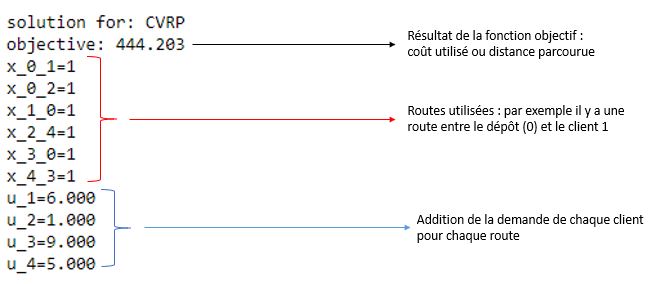 solution for: CVRP
objective: 444.203
Résultat de la fonction objectif :
coût utilisé ou distance parcourue
x_0_1=1
x_0_2=1
x_1_0=1
x_2_4=1
x_3_0=1
x_4_3=1
Routes utilisées : par exemple il y a une
route entre le dépôt (0) et le client 1
u_1=6.000
u_2=1.000
u_3=9.000
u_4=5.000
Addition de la demande de chaque client
pour chaque route